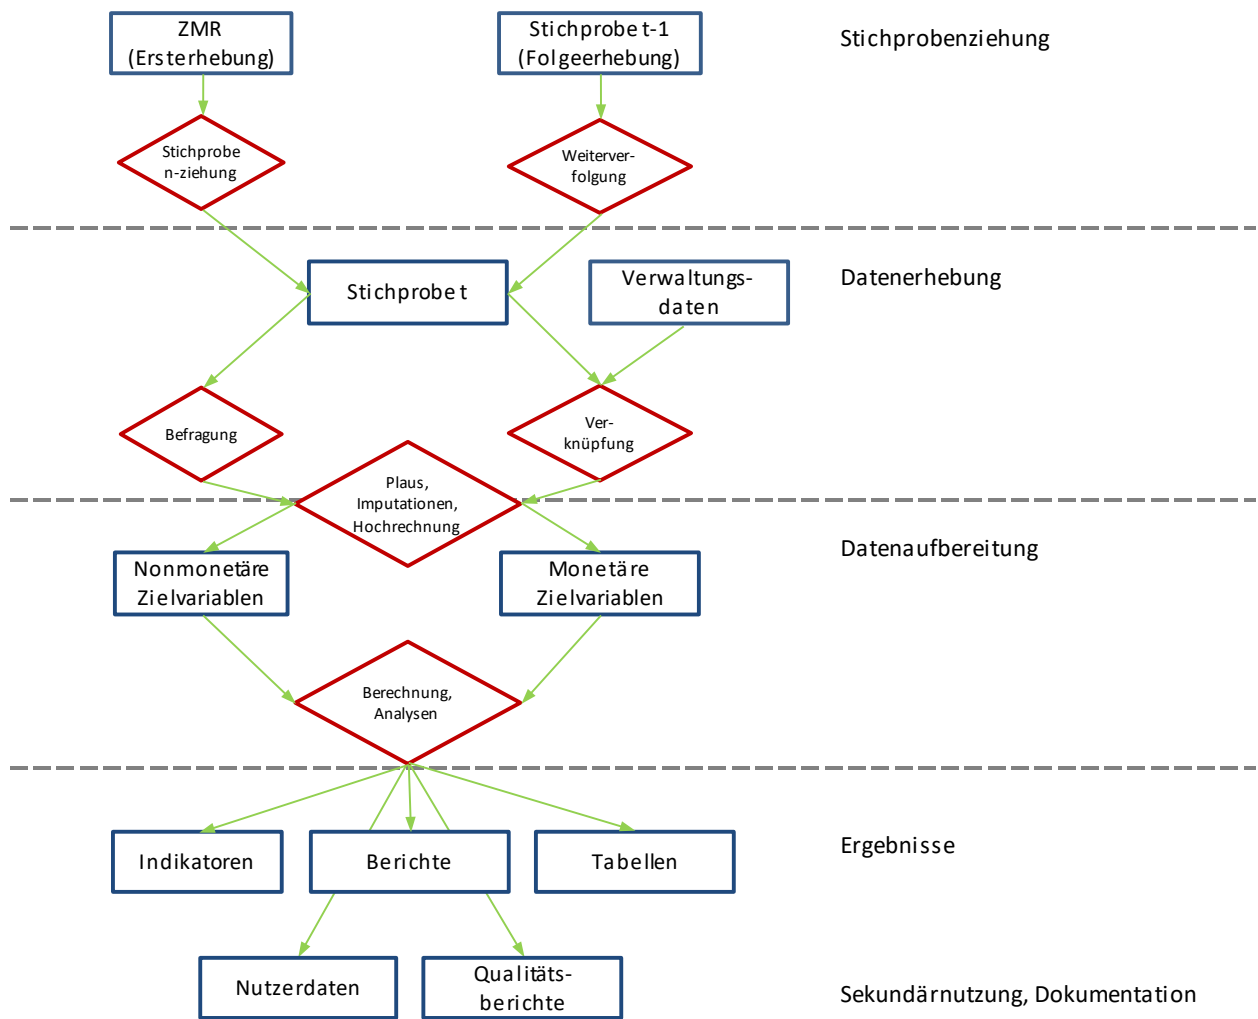 ZMR
(Ersterhebung)
Stichprobe t-1
(Folgeerhebung)
Stichprobenziehung
Stichprobe
n-ziehung
Weiterver-
folgung
Stichprobe t
Verwaltungs-
daten
Datenerhebung
Befragung
Ver-
knüpfung
Plaus,
Imputationen,
Hochrechnung
Datenaufbereitung
Nonmonetäre
Zielvariablen
Monetäre
Zielvariablen
Berechnung,
Analysen
Indikatoren
Berichte
Tabellen
Ergebnisse
Nutzerdaten
Qualitäts-
berichte
Sekundärnutzung, Dokumentation